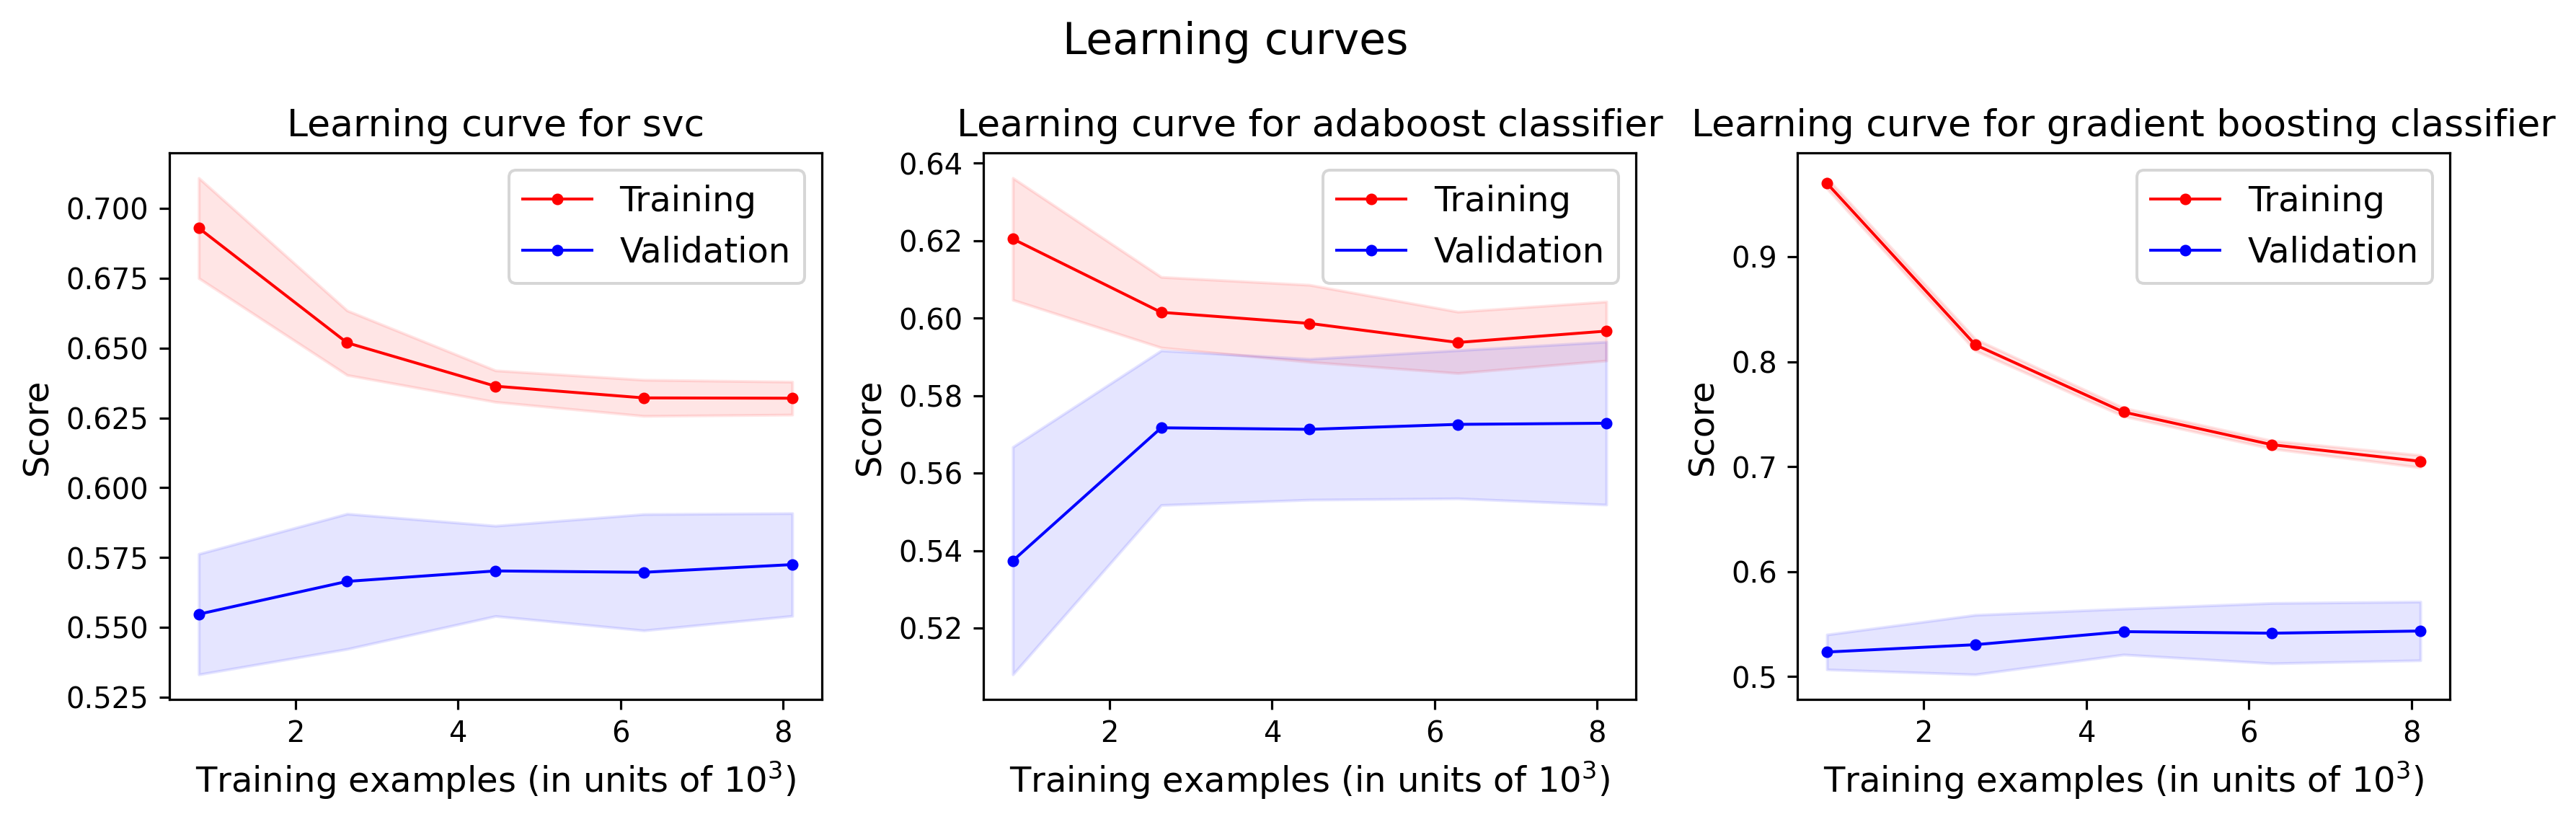 Learning curves
Learning curve for svc
Training
Validation
0.700
0.675
0.650
0.625
0.600
0.575
0.550
0.525
Score
2 4 6 8
Training examples (in units of 10³)
Learning curve for adaboost classifier
Training
Validation
0.64
0.62
0.60
0.58
0.56
0.54
0.52
Score
2 4 6 8
Training examples (in units of 10³)
Learning curve for gradient boosting classifier
Training
Validation
0.9
0.8
0.7
0.6
0.5
Score
2 4 6 8
Training examples (in units of 10³)